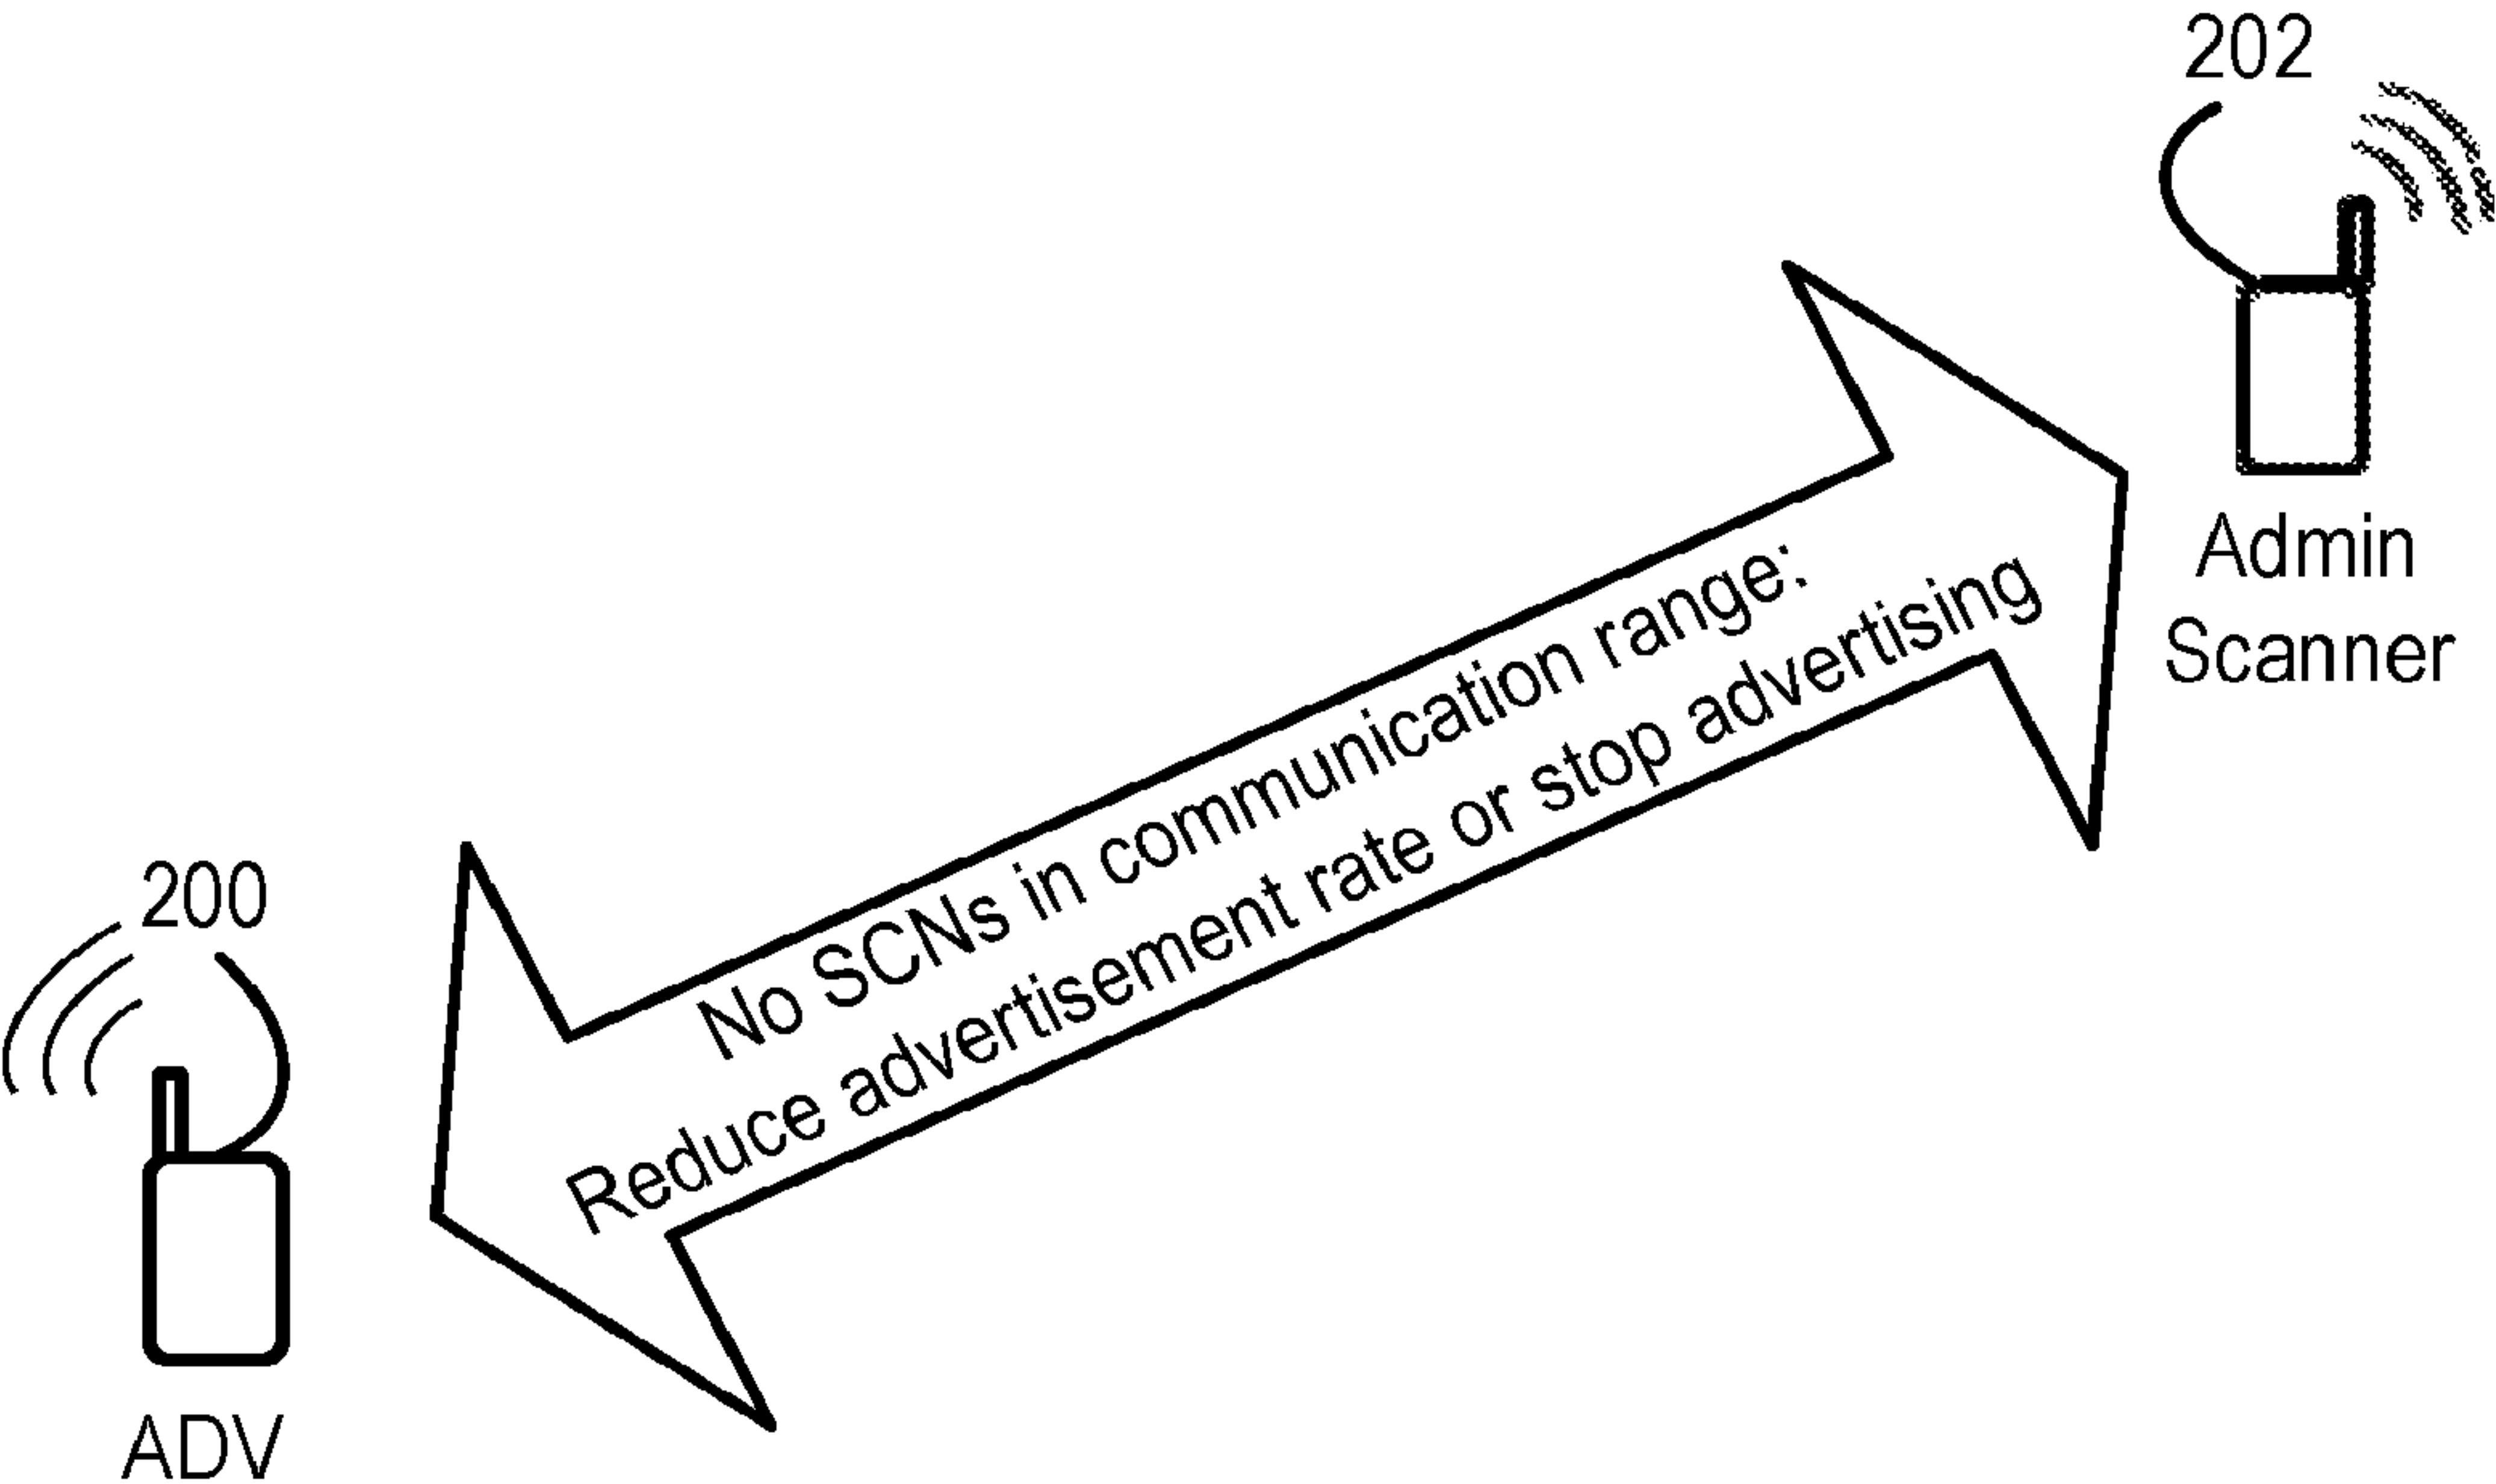 202
Admin
Scanner
No SCNs in communication range:
Reduce advertisement rate or stop advertising
200
ADV